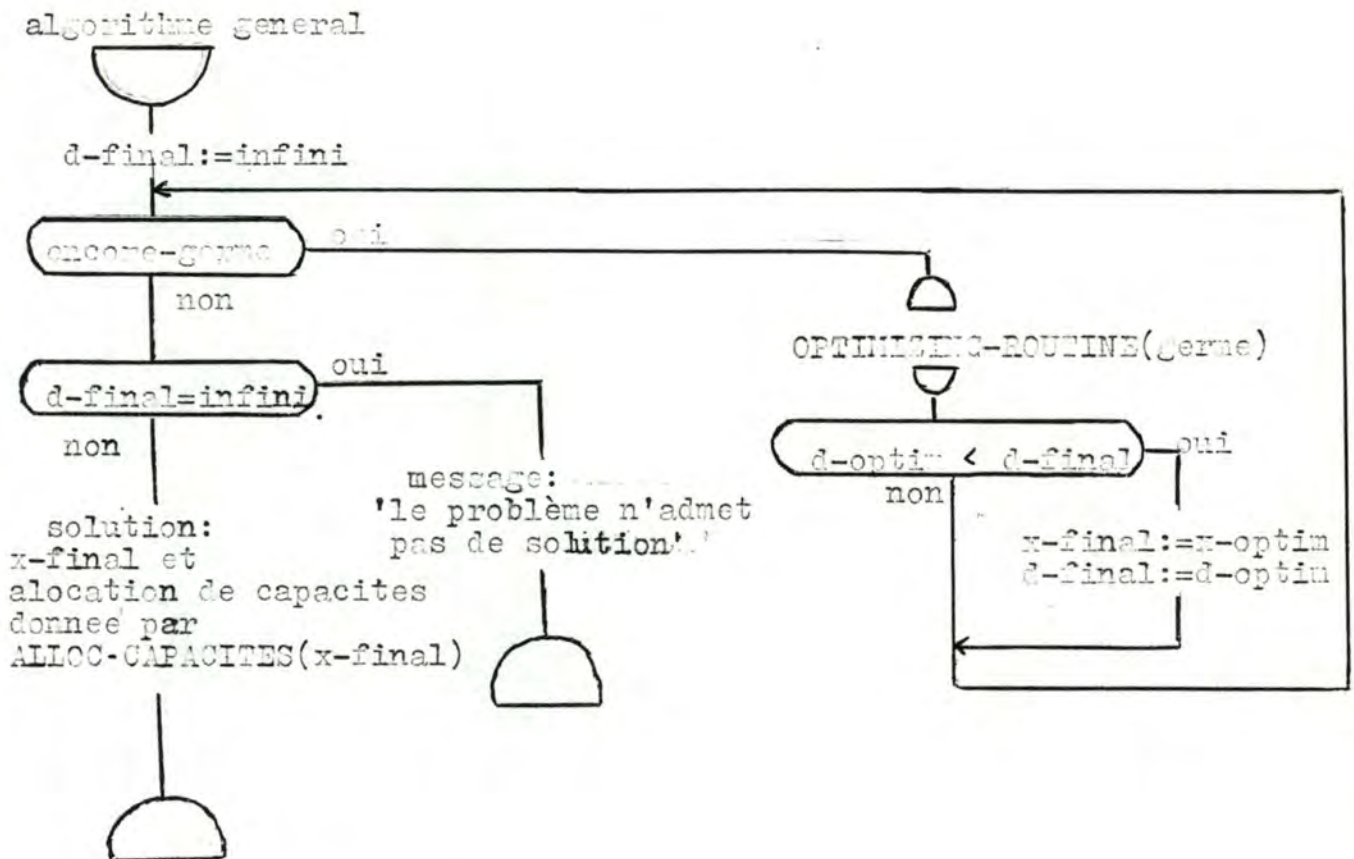 algorithme general
d-final:=infini
encore-germe
oui
non
d-final=infini
oui
non
message:
'le problème n'admet
pas de solution'
solution:
x-final et
alocation de capacites
donnee par
ALLOC-CAPACITES(x-final)
OPTIMIZING-ROUTINE(germe)
d-optim < d-final
oui
non
x-final:=x-optim
d-final:=d-optim